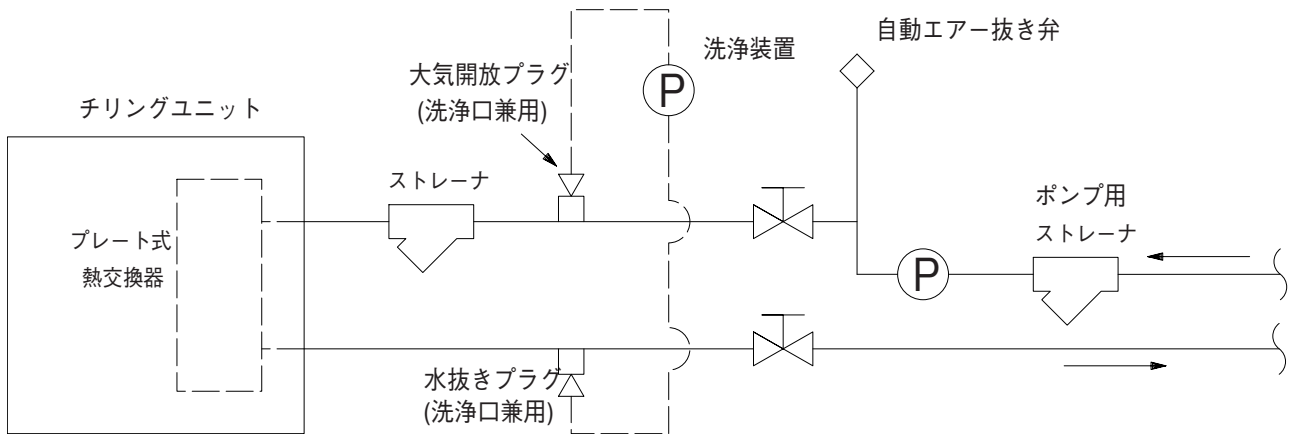 自動エアー抜き弁
洗浄装置
大気開放プラグ
(洗浄口兼用)
P
チリングユニット
ストレーナ
ポンプ用
ストレーナ
プレート式
熱交換器
P
水抜きプラグ
(洗浄口兼用)